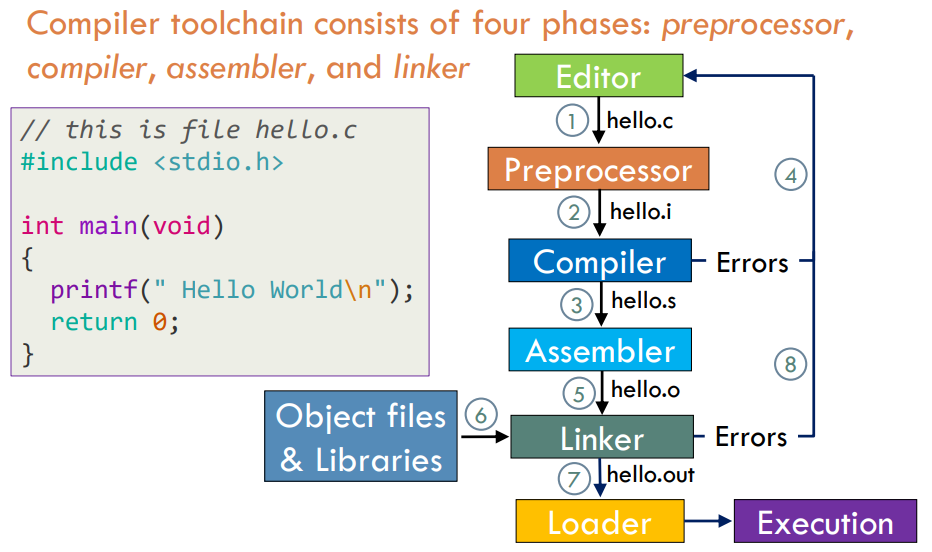 Compiler toolchain consists of four phases: preprocessor,
compiler, assembler, and linker
// this is file hello.c
#include <stdio.h>
int main(void)
{
  printf(" Hello World\n");
  return 0;
}
Editor
1 hello.c
Preprocessor
4
2 hello.i
Compiler Errors
3 hello.s
Assembler
8
5 hello.o
Object files
& Libraries
6
Linker Errors
7 hello.out
Loader Execution